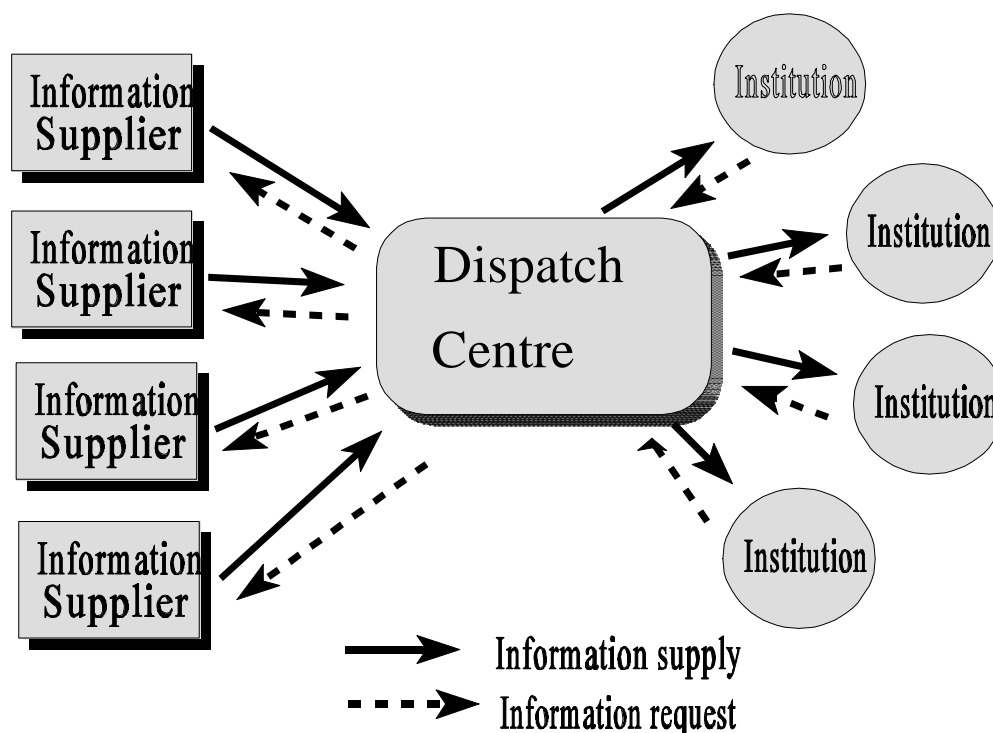 Information
Supplier
Information
Supplier
Information
Supplier
Information
Supplier
Dispatch
Centre
Institution
Institution
Institution
Institution
Information supply
Information request